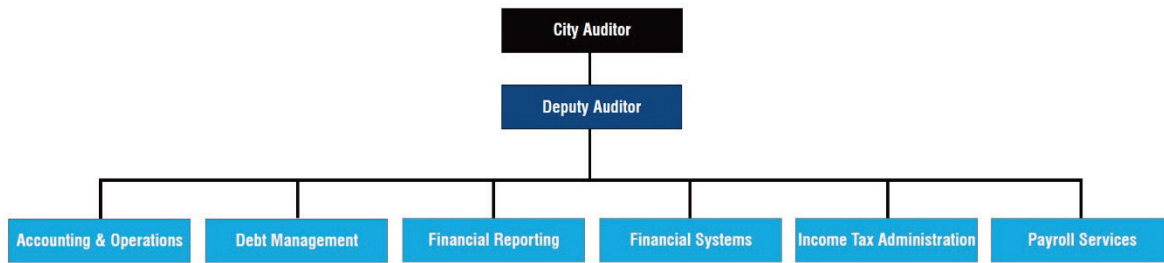 City Auditor
Deputy Auditor
Accounting & Operations
Debt Management
Financial Reporting
Financial Systems
Income Tax Administration
Payroll Services